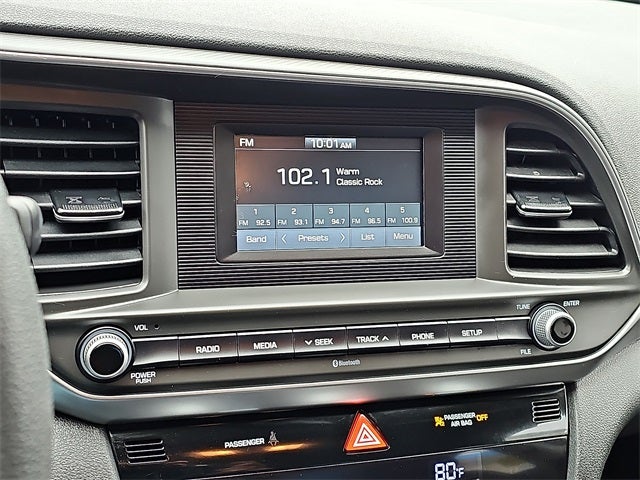 FM 10:01 AM
102.1 Warm
Classic Rock
1 2 3 4 5
FM 92.5 FM 93.1 FM 94.7 FM 96.5 FM 100.9
Band < Presets > List Menu
VOL
TUNE ENTER
RADIO MEDIA SEEK TRACK PHONE SETUP
POWER
PUSH
Bluetooth
FILE
PASSENGER
PASSENGER
AIR BAG OFF
80°F